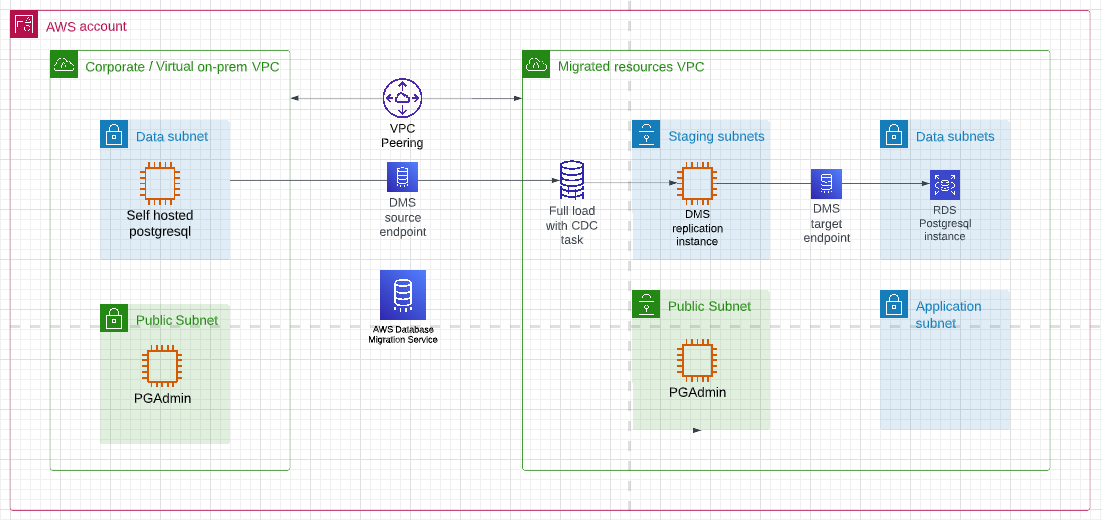 AWS account
Corporate / Virtual on-prem VPC
Migrated resources VPC
VPC
Peering
Data subnet
Staging subnets
Data subnets
Self hosted
postgresql
DMS
source
endpoint
Full load
with CDC
task
DMS
replication
instance
DMS
target
endpoint
RDS
Postgresql
instance
AWS Database
Migration Service
Public Subnet
PGAdmin
Public Subnet
PGAdmin
Application
subnet